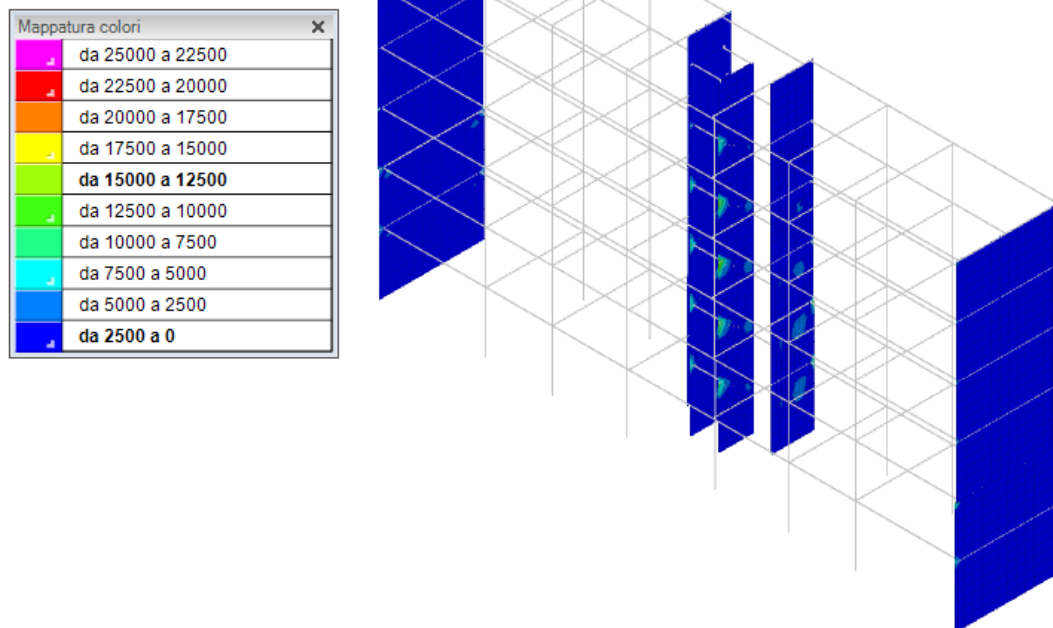 Mappatura colori
da 25000 a 22500
da 22500 a 20000
da 20000 a 17500
da 17500 a 15000
da 15000 a 12500
da 12500 a 10000
da 10000 a 7500
da 7500 a 5000
da 5000 a 2500
da 2500 a 0